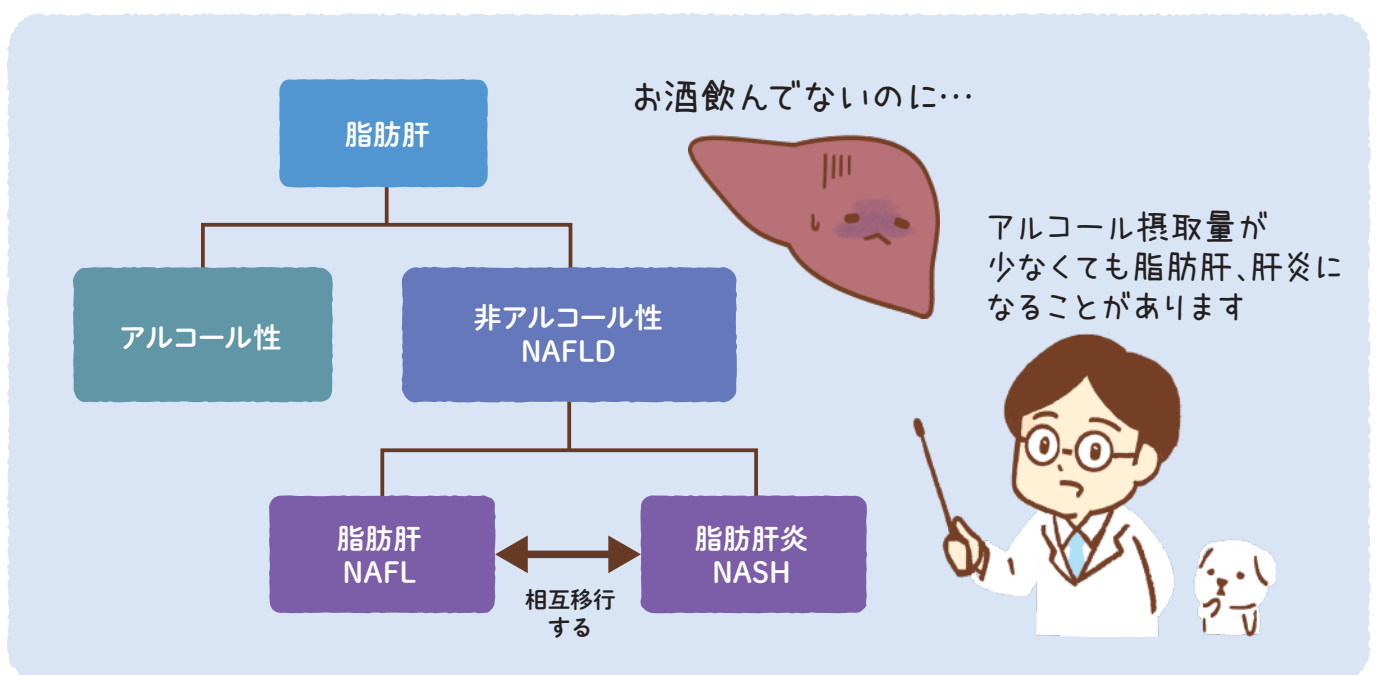 脂肪肝
アルコール性
非アルコール性
NAFLD
脂肪肝
NAFL
相互移行
する
脂肪肝炎
NASH
お酒飲んでないのに…
アルコール摂取量が
少なくても脂肪肝、肝炎に
なることがあります